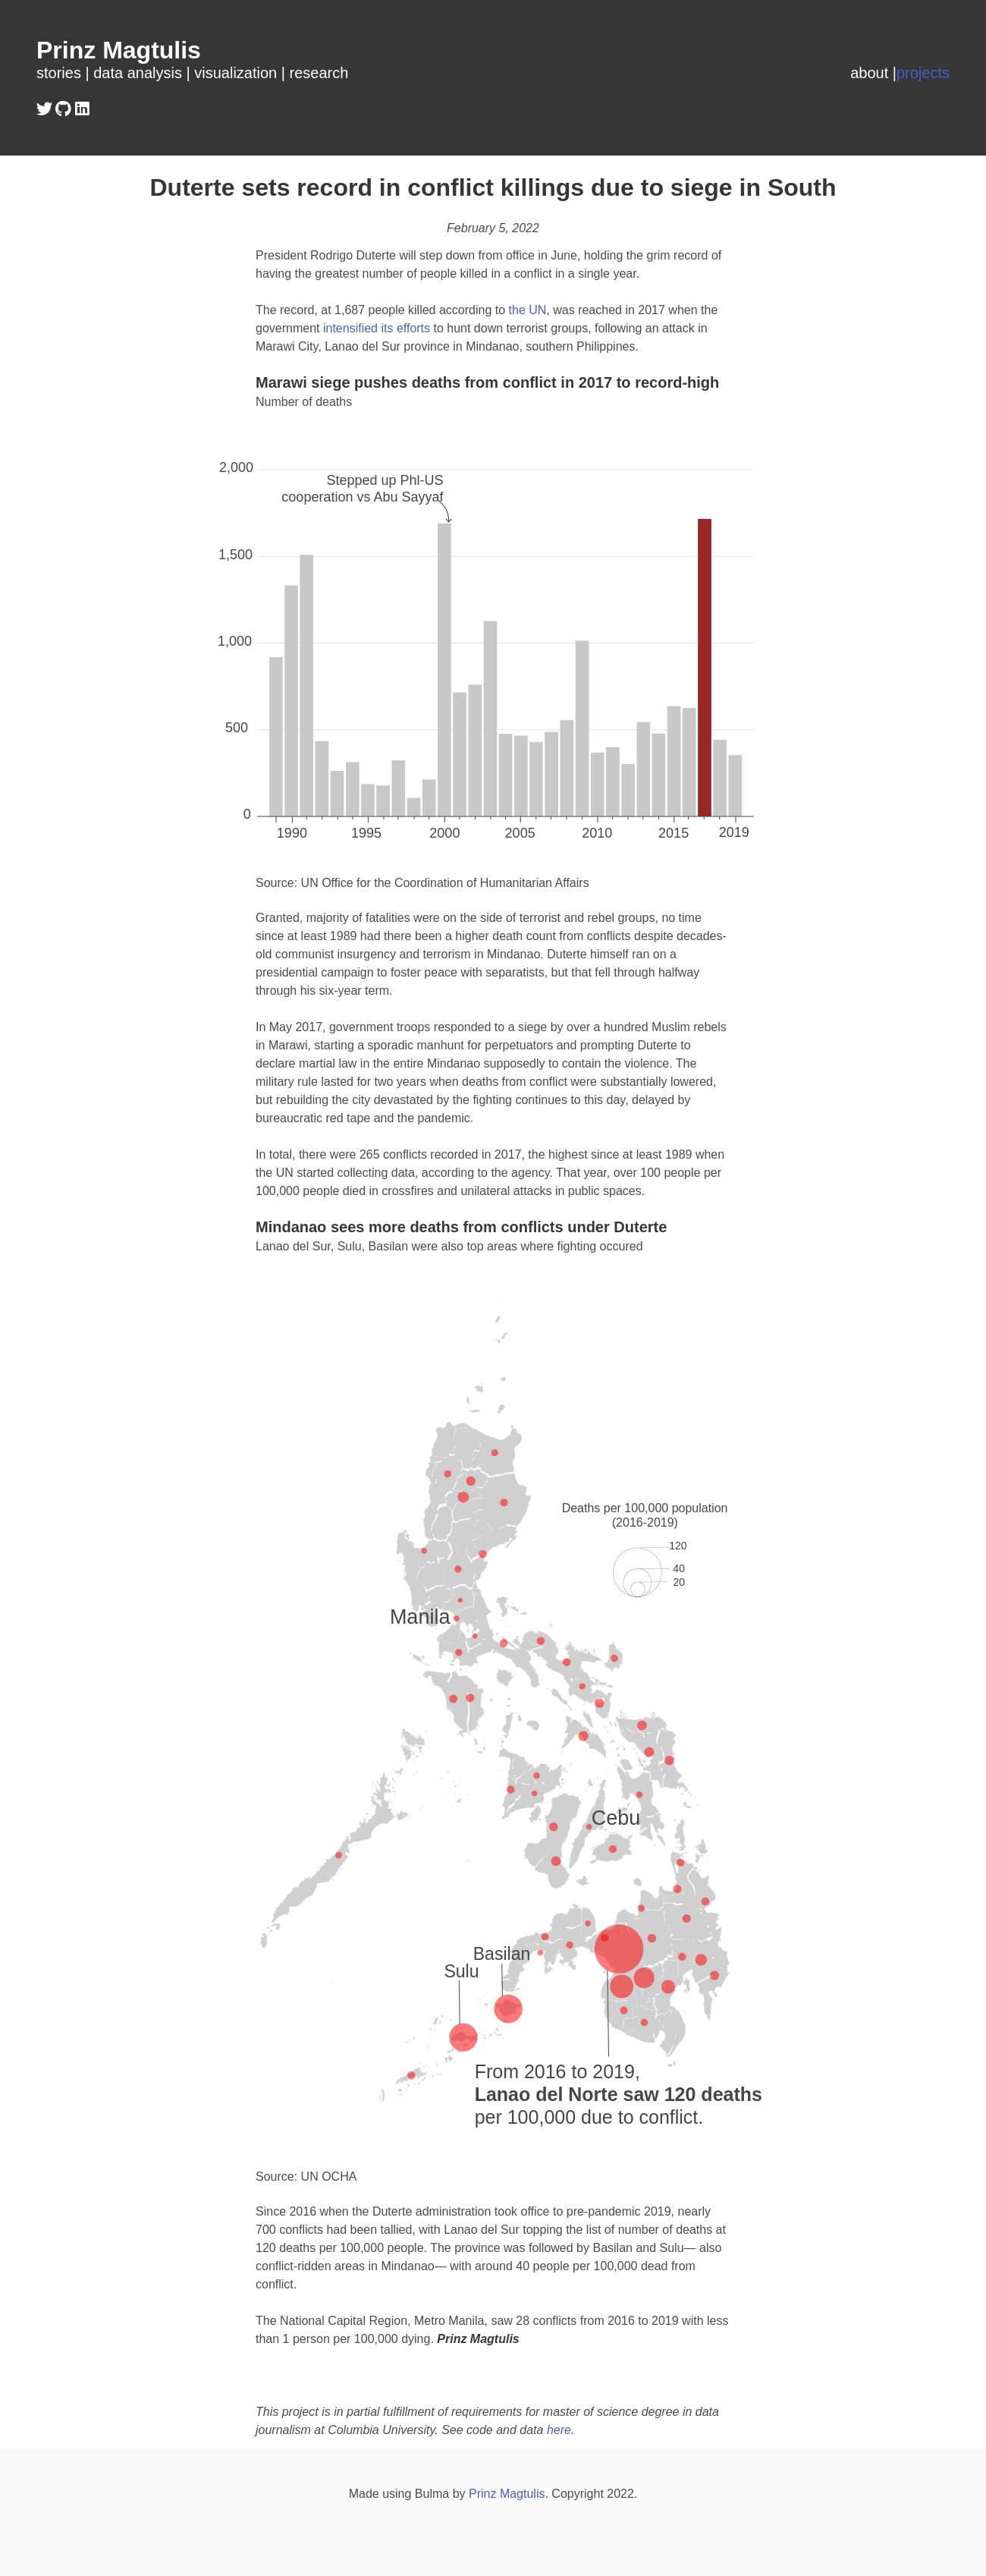 Prinz Magtulis
stories | data analysis | visualization | research
about |projects
Duterte sets record in conflict killings due to siege in South
February 5, 2022
President Rodrigo Duterte will step down from office in June, holding the grim record of
having the greatest number of people killed in a conflict in a single year.
The record, at 1,687 people killed according to the UN, was reached in 2017 when the
government intensified its efforts to hunt down terrorist groups, following an attack in
Marawi City, Lanao del Sur province in Mindanao, southern Philippines.
Marawi siege pushes deaths from conflict in 2017 to record-high
Number of deaths
2,000
Stepped up Phl-US
cooperation vs Abu Sayyaf
1,500
1,000
500
0
1990 1995 2000 2005 2010 2015 2019
Source: UN Office for the Coordination of Humanitarian Affairs
Granted, majority of fatalities were on the side of terrorist and rebel groups, no time
since at least 1989 had there been a higher death count from conflicts despite decades-
old communist insurgency and terrorism in Mindanao. Duterte himself ran on a
presidential campaign to foster peace with separatists, but that fell through halfway
through his six-year term.
In May 2017, government troops responded to a siege by over a hundred Muslim rebels
in Marawi, starting a sporadic manhunt for perpetuators and prompting Duterte to
declare martial law in the entire Mindanao supposedly to contain the violence. The
military rule lasted for two years when deaths from conflict were substantially lowered,
but rebuilding the city devastated by the fighting continues to this day, delayed by
bureaucratic red tape and the pandemic.
In total, there were 265 conflicts recorded in 2017, the highest since at least 1989 when
the UN started collecting data, according to the agency. That year, over 100 people per
100,000 people died in crossfires and unilateral attacks in public spaces.
Mindanao sees more deaths from conflicts under Duterte
Lanao del Sur, Sulu, Basilan were also top areas where fighting occured
Deaths per 100,000 population
(2016-2019)
120
40
20
Manila
Cebu
Basilan
Sulu
From 2016 to 2019,
Lanao del Norte saw 120 deaths
per 100,000 due to conflict.
Source: UN OCHA
Since 2016 when the Duterte administration took office to pre-pandemic 2019, nearly
700 conflicts had been tallied, with Lanao del Sur topping the list of number of deaths at
120 deaths per 100,000 people. The province was followed by Basilan and Sulu— also
conflict-ridden areas in Mindanao— with around 40 people per 100,000 dead from
conflict.
The National Capital Region, Metro Manila, saw 28 conflicts from 2016 to 2019 with less
than 1 person per 100,000 dying. Prinz Magtulis
This project is in partial fulfillment of requirements for master of science degree in data
journalism at Columbia University. See code and data here.
Made using Bulma by Prinz Magtulis. Copyright 2022.